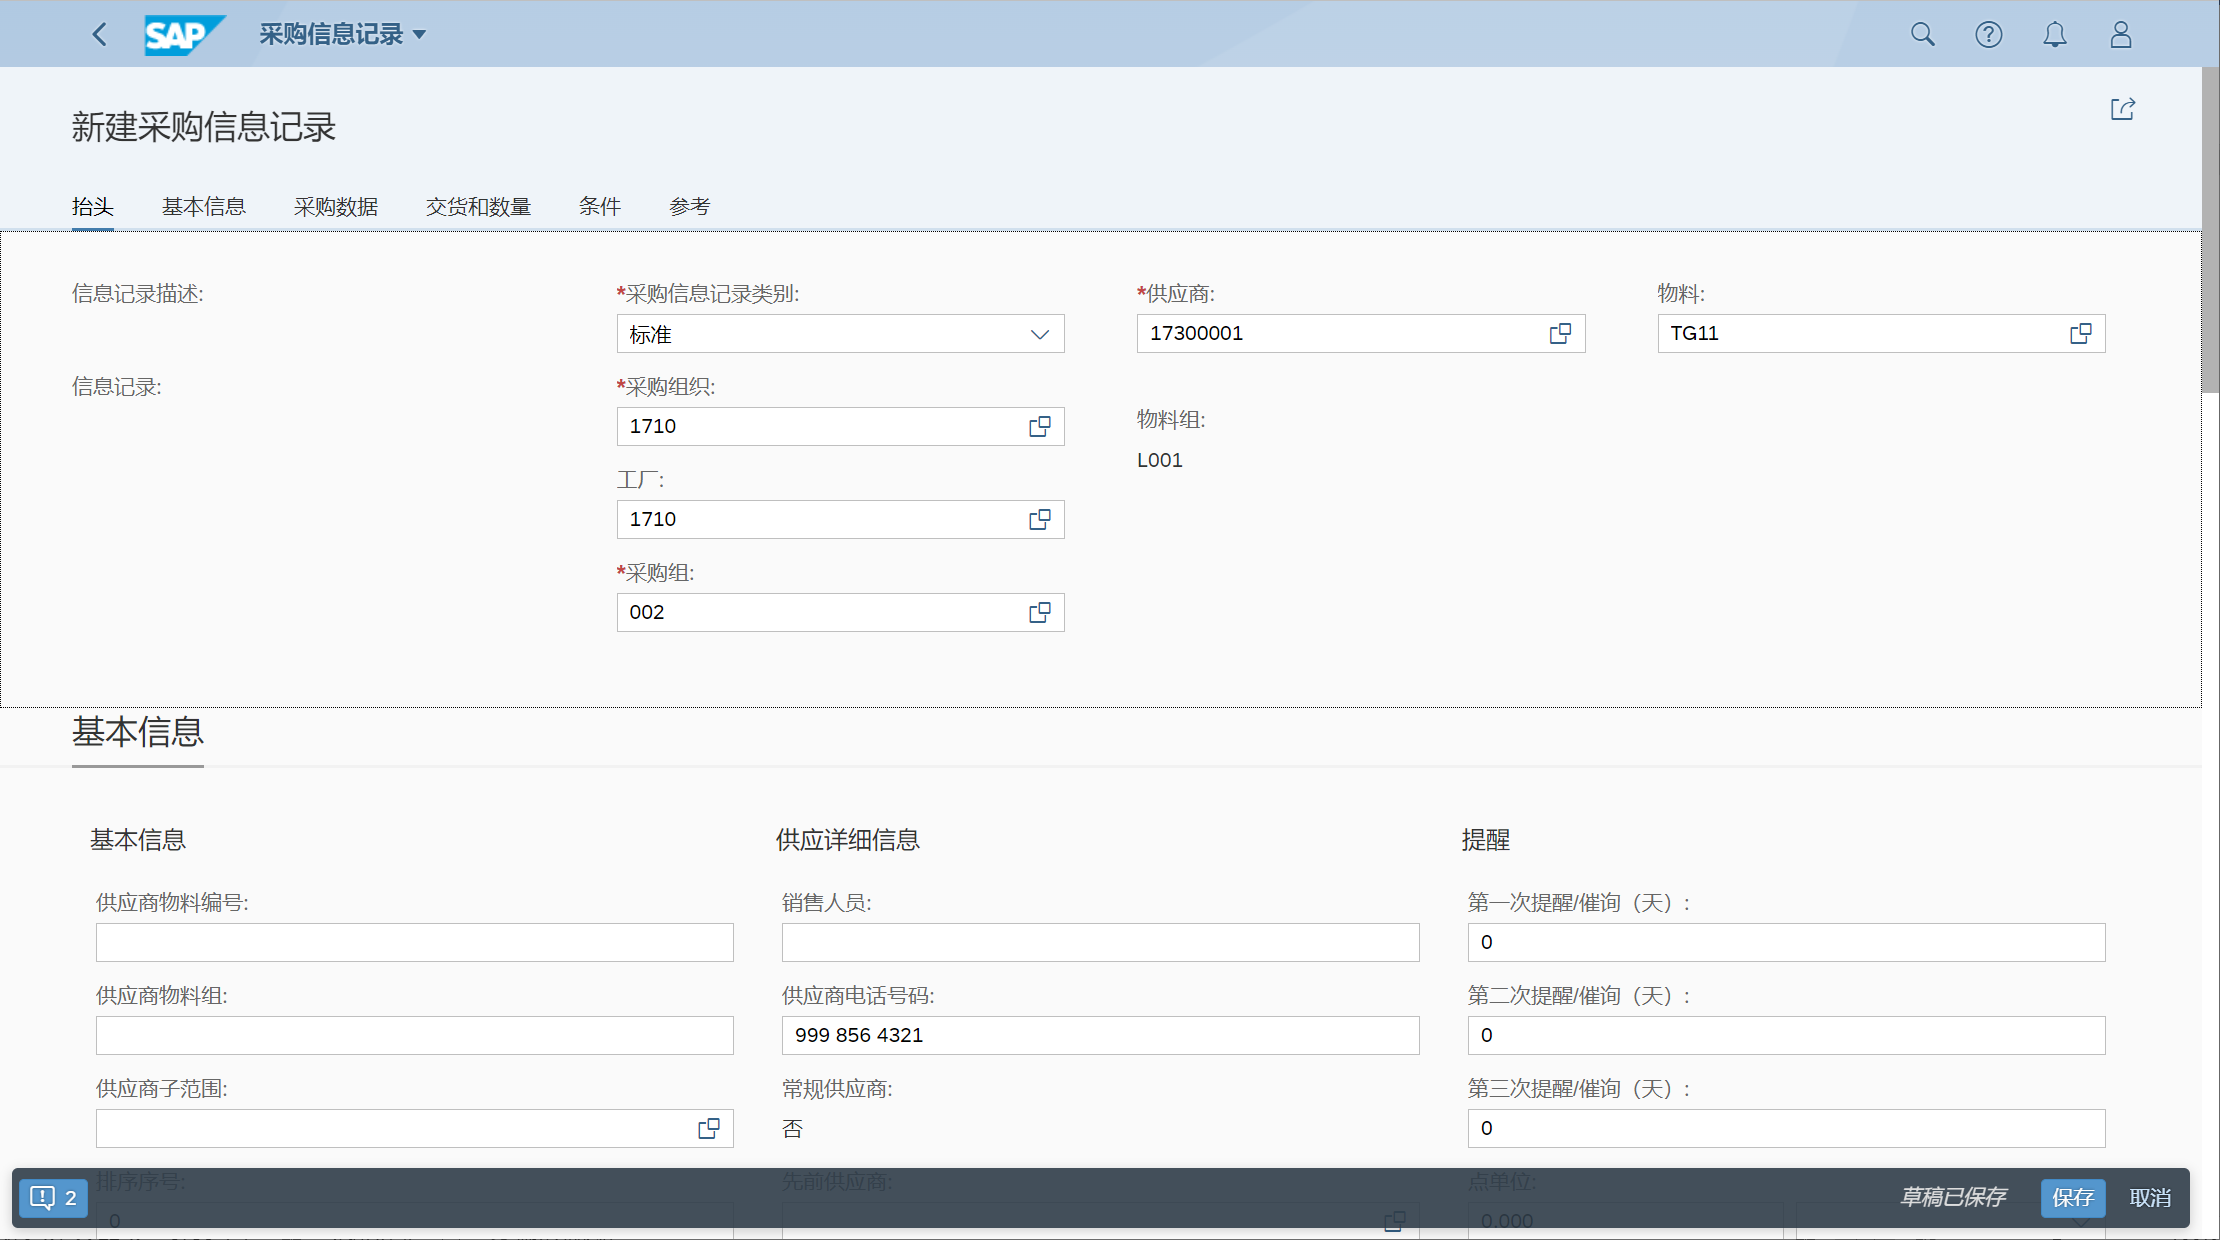 SAP 采购信息记录
新建采购信息记录
抬头 基本信息 采购数据 交货和数量 条件 参考
信息记录描述: *采购信息记录类别: *供应商: 物料:
标准 17300001 TG11
信息记录: *采购组织:
1710
物料组:
L001
工厂:
1710
*采购组:
002
基本信息
基本信息 供应详细信息 提醒
供应商物料编号: 销售人员: 第一次提醒/催询（天）:
0
供应商物料组: 供应商电话号码: 第二次提醒/催询（天）:
999 856 4321 0
供应商子范围: 常规供应商: 第三次提醒/催询（天）:
否 0
排序序号: 先前供应商: 点单位:
2 草稿已保存 保存 取消
0 0.000